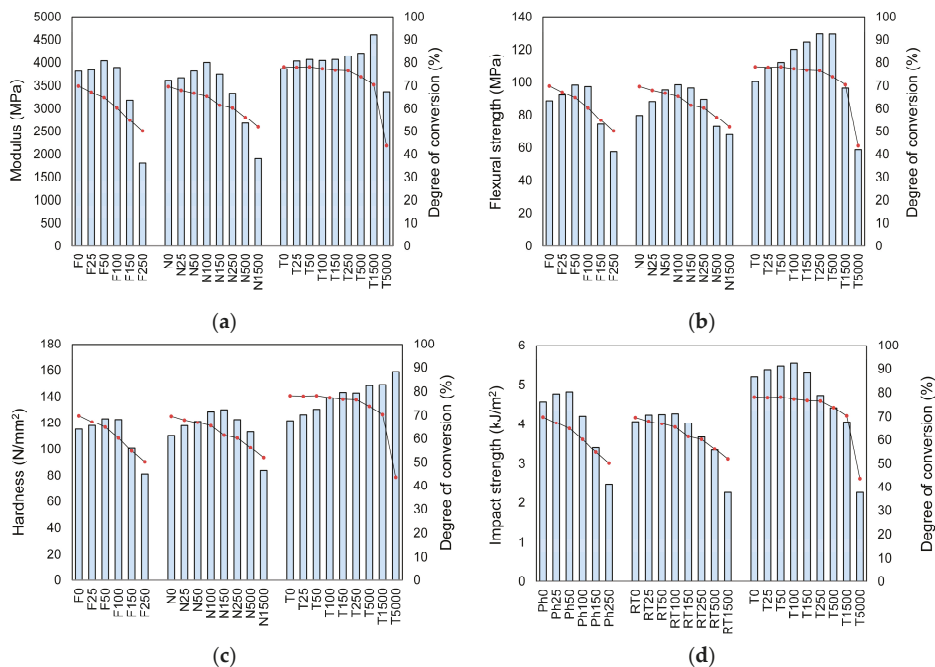 5000
4500
4000
3500
3000
2500
2000
1500
1000
500
0
Modulus (MPa)
100
90
80
70
60
50
40
30
20
10
0
Degree of conversion (%)
F0
F25
F50
F100
F150
F250
N0
N25
N50
N100
N150
N250
N500
N1500
T0
T25
T50
T100
T150
T250
T500
T1500
T5000
(a)
140
120
100
80
60
40
20
0
Flexural strength (MPa)
100
90
80
70
60
50
40
30
20
10
0
Degree of conversion (%)
F0
F25
F50
F100
F150
F250
N0
N25
N50
N100
N150
N250
N500
N1500
T0
T25
T50
T100
T150
T250
T500
T1500
T5000
(b)
180
160
140
120
100
80
60
40
20
0
Hardness (N/mm²)
100
90
80
70
60
50
40
30
20
10
0
Degree of conversion (%)
F0
F25
F50
F100
F150
F250
N0
N25
N50
N100
N150
N250
N500
N1500
T0
T25
T50
T100
T150
T250
T500
T1500
T5000
(c)
6
5
4
3
2
1
0
Impact strength (kJ/m²)
100
90
80
70
60
50
40
30
20
10
0
Degree of conversion (%)
Ph0
Ph25
Ph50
Ph100
Ph150
Ph250
RT0
RT25
RT50
RT100
RT150
RT250
RT500
RT1500
T0
T25
T50
T100
T150
T250
T500
T1500
T5000
(d)